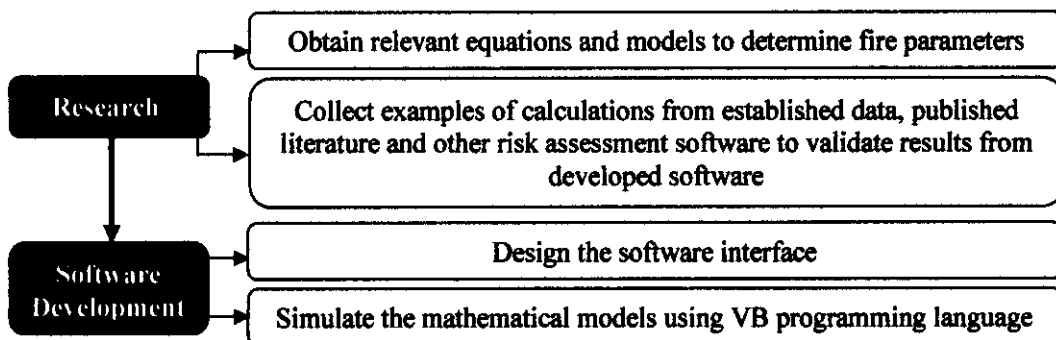 Obtain relevant equations and models to determine fire parameters
Research
Collect examples of calculations from established data, published
literature and other risk assessment software to validate results from
developed software
Design the software interface
Software
Development
Simulate the mathematical models using VB programming language